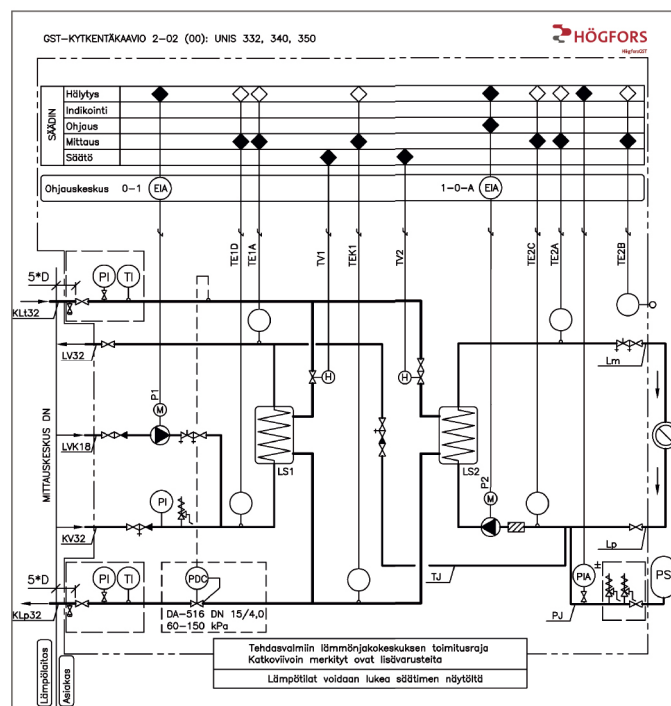 GST-KYTKENTÄKAAVIO 2-02 (00): UNIS 332, 340, 350
HÖGFORS
HögforsGST
SÄÄDIN
Hälytys
Indikointi
Ohjaus
Mittaus
Säätö
Ohjauskeskus 0-1 EIA 1-0-A EIA
TE1D
TE1A
TV1
TEK1
TV2
TE2C
TE2A
TE2B
5*D
PI TI
KLt32
LV32
H
H
Lm
P1
M
MITTAUSKESKUS DN
LVK18
LS1
LS2
PI
P2
M
KV32
Lp
5*D
PI TI
PDC
TJ
PIA
±
PS
KLp32
DA-516 DN 15/4,0
60-150 kPa
PJ
Lämpölaitos
Asiakas
Tehdasvalmiin lämmönjakokeskuksen toimitusraja
Katkoviivoin merkityt ovat lisävarusteita
Lämpötilat voidaan lukea säätimen näytöltä